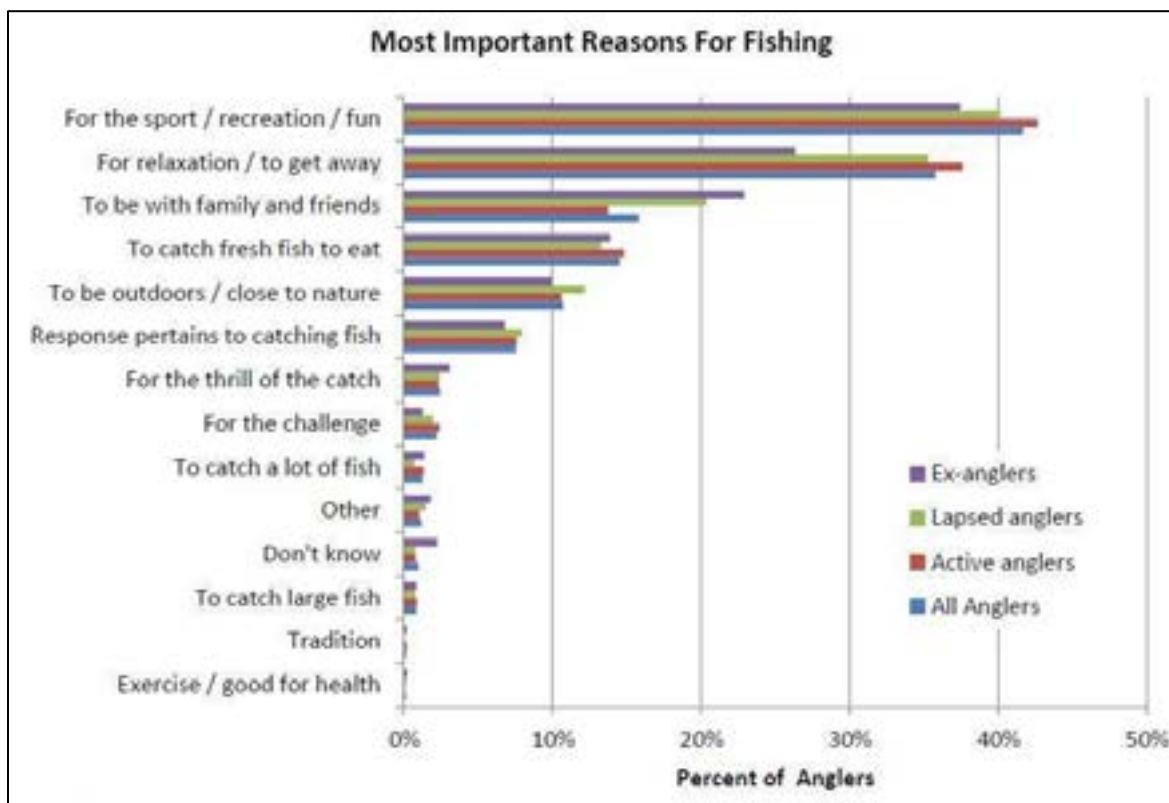 Most Important Reasons For Fishing
For the sport / recreation / fun
For relaxation / to get away
To be with family and friends
To catch fresh fish to eat
To be outdoors / close to nature
Response pertains to catching fish
For the thrill of the catch
For the challenge
To catch a lot of fish
Other
Don't know
To catch large fish
Tradition
Exercise / good for health
Ex-anglers
Lapsed anglers
Active anglers
All Anglers
0% 10% 20% 30% 40% 50%
Percent of Anglers